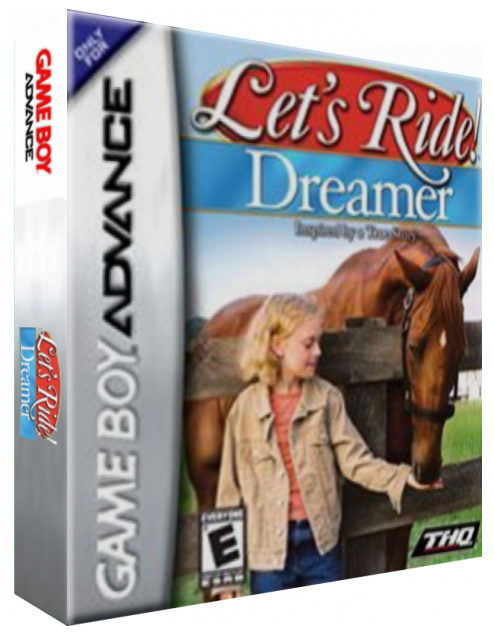 GAME BOY
ADVANCE
Let's Ride!
Dreamer
ONLY
FOR
GAME BOY ADVANCE
Let's Ride!
Dreamer
Inspired by a True Story
EVERYONE
E
THQ